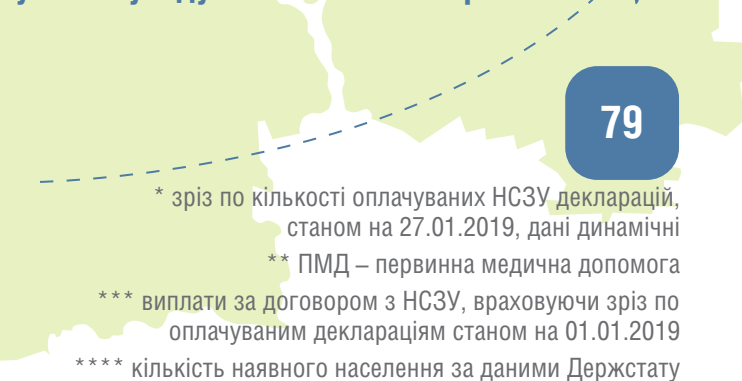 79
* зріз по кількості оплачуваних НСЗУ декларацій,
станом на 27.01.2019, дані динамічні
** ПМД – первинна медична допомога
*** виплати за договором з НСЗУ, враховуючи зріз по
оплачуваним деклараціям станом на 01.01.2019
**** кількість наявного населення за даними Держстату